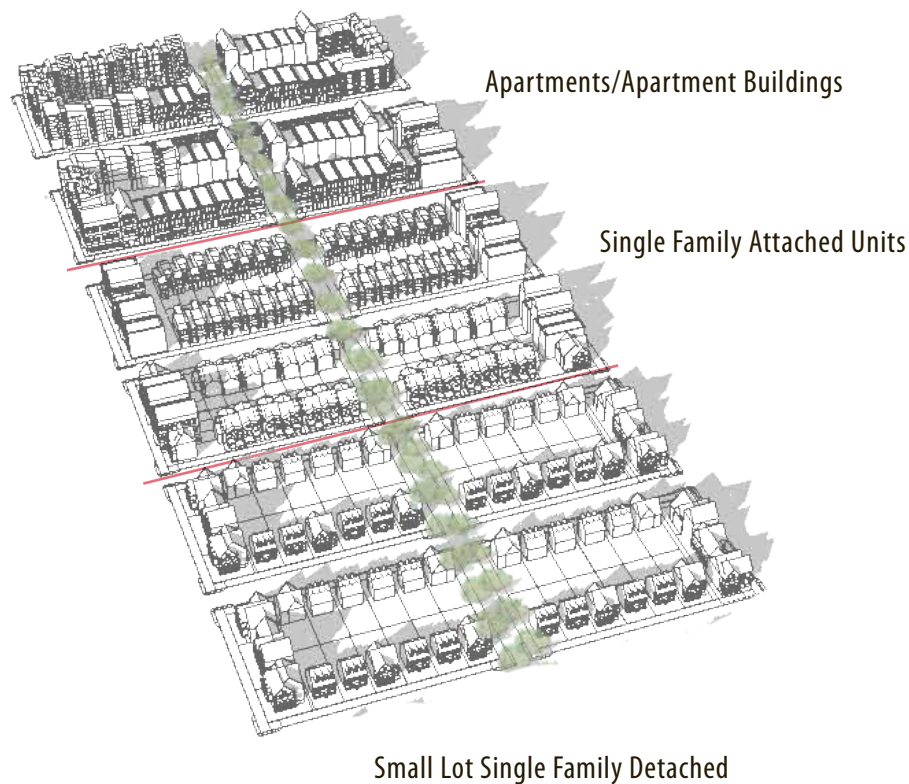 Apartments/Apartment Buildings
Single Family Attached Units
Small Lot Single Family Detached